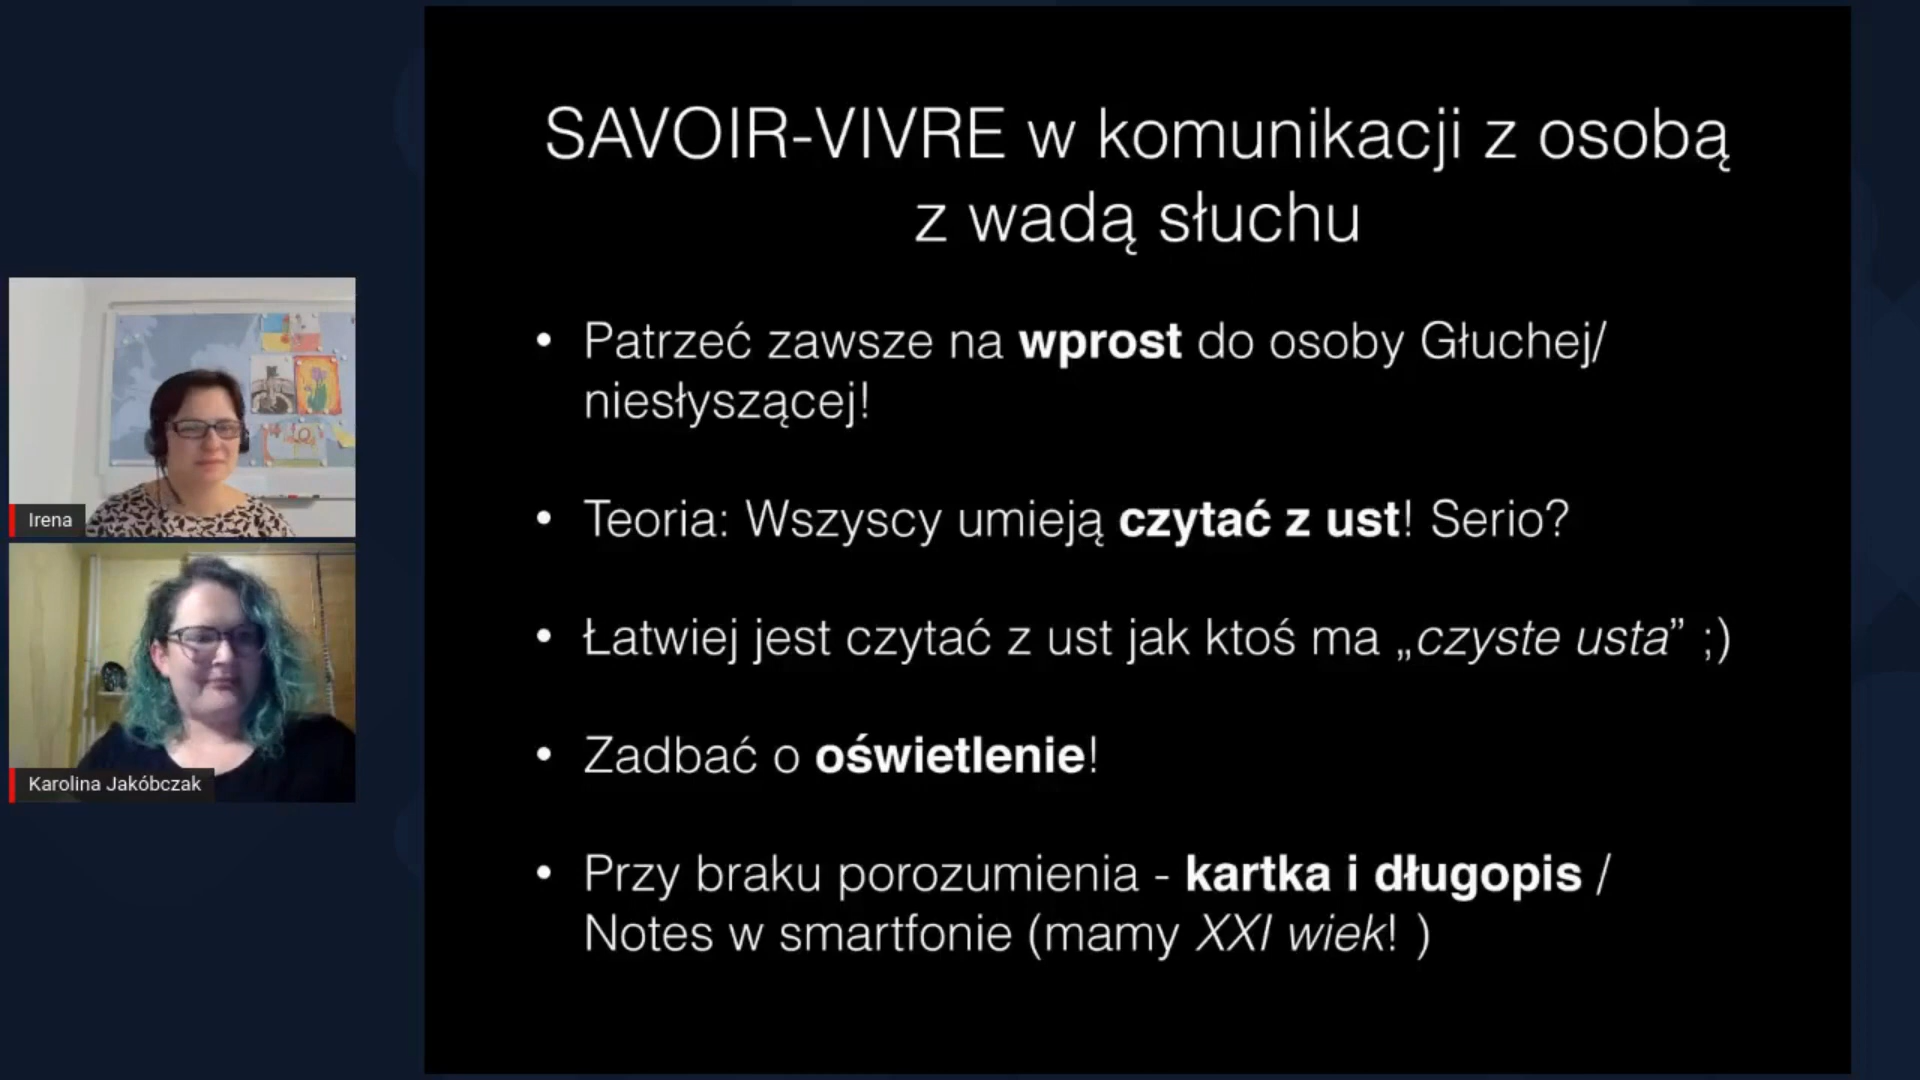 SAVOIR-VIVRE w komunikacji z osobą
z wadą słuchu
• Patrzeć zawsze na wprost do osoby Głuchej/
niesłyszącej!
• Teoria: Wszyscy umieją czytać z ust! Serio?
• Łatwiej jest czytać z ust jak ktoś ma „czyste usta” ;)
• Zadbać o oświetlenie!
• Przy braku porozumienia - kartka i długopis /
Notes w smartfonie (mamy XXI wiek! )
Irena
Karolina Jakóbczak